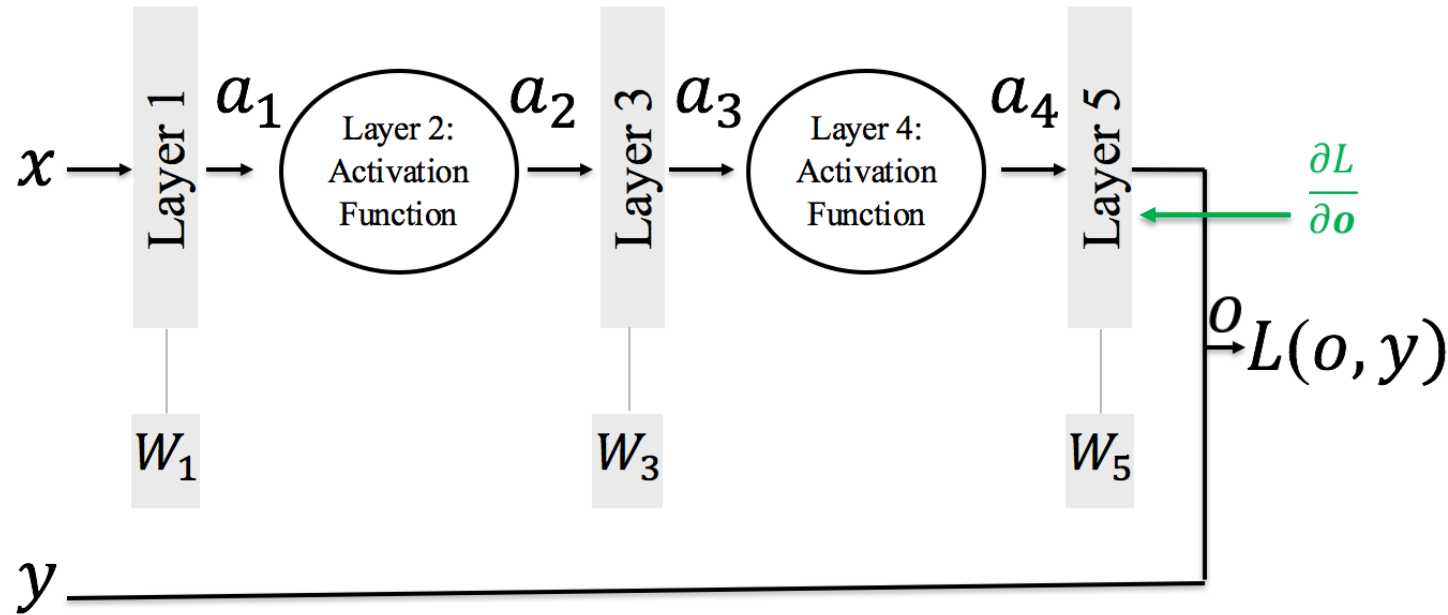 x
Layer 1
a₁
Layer 2:
Activation
Function
a₂
Layer 3
a₃
Layer 4:
Activation
Function
a₄
Layer 5
∂L
∂o
o
L(o, y)
W₁
W₃
W₅
y